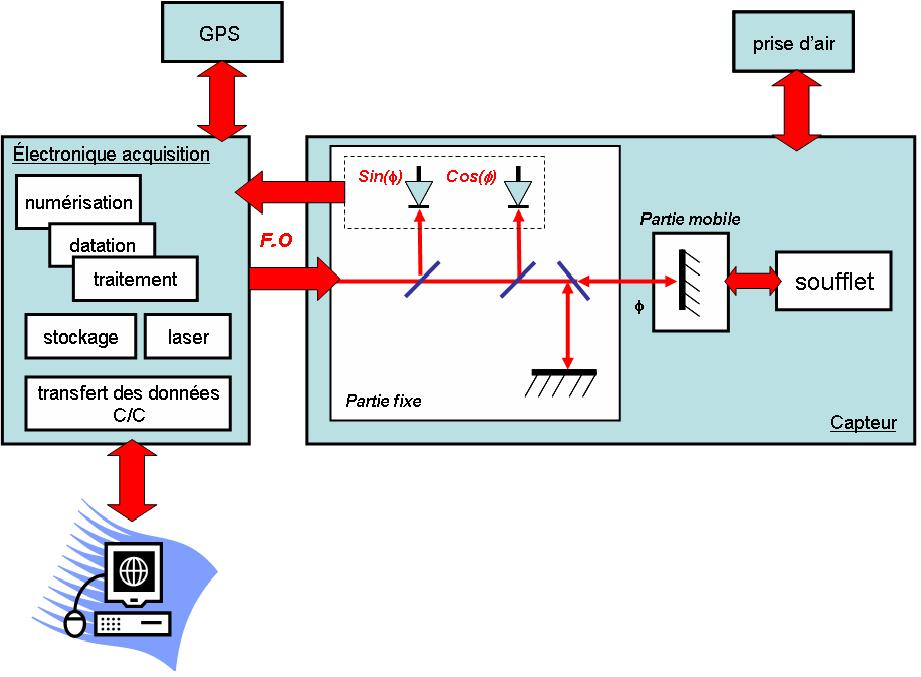 GPS
prise d'air
Électronique acquisition
numérisation
datation
traitement
stockage
laser
transfert des données
C/C
F.O
Sin(ϕ)
Cos(ϕ)
Partie mobile
ϕ
soufflet
Partie fixe
Capteur